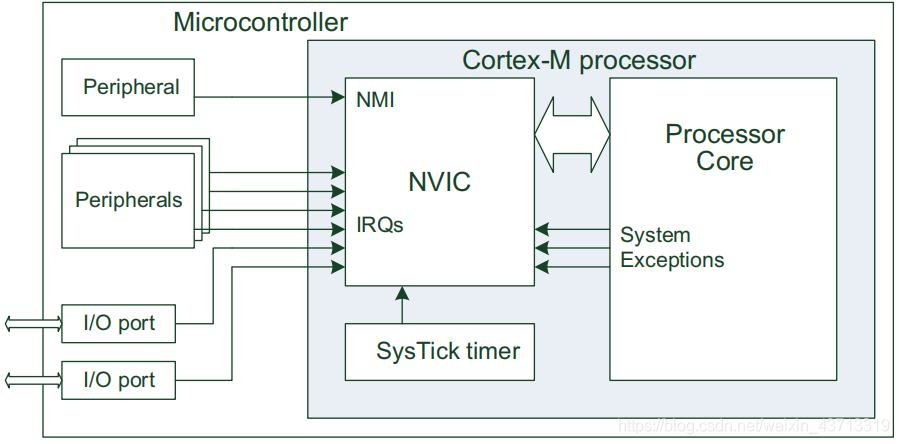 Microcontroller
Cortex-M processor
Peripheral
NMI
Processor
Core
NVIC
Peripherals
IRQs
System
Exceptions
I/O port
SysTick timer
I/O port
https://blog.csdn.net/weixin_43713319